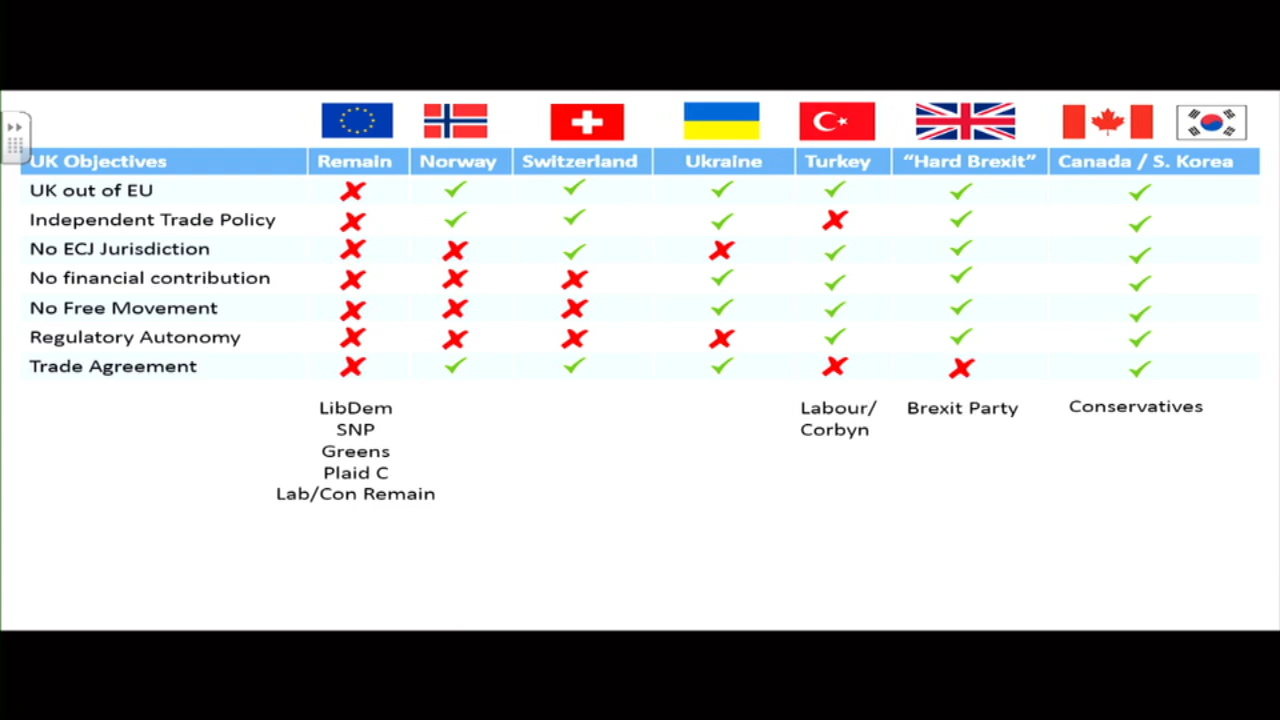 UK Objectives Remain Norway Switzerland Ukraine Turkey “Hard Brexit” Canada / S. Korea
UK out of EU
Independent Trade Policy
No ECJ Jurisdiction
No financial contribution
No Free Movement
Regulatory Autonomy
Trade Agreement
LibDem
SNP
Greens
Plaid C
Lab/Con Remain
Labour/
Corbyn
Brexit Party
Conservatives